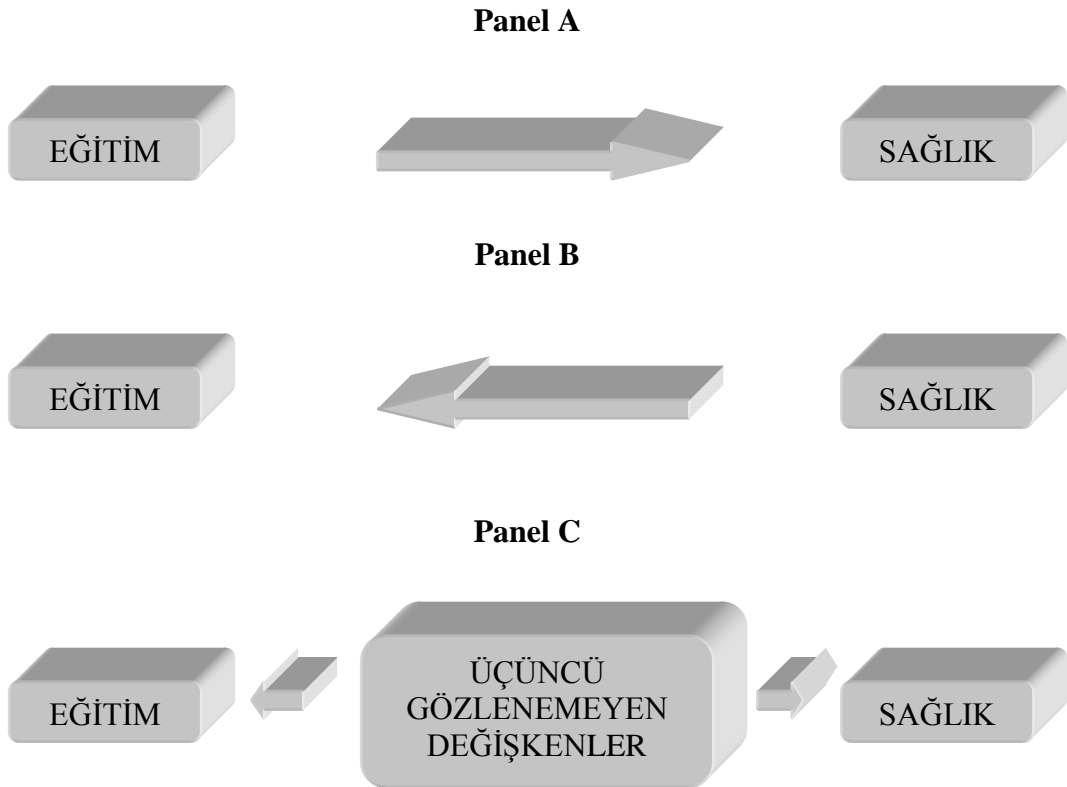 Panel A
EĞİTİM
SAĞLIK
Panel B
EĞİTİM
SAĞLIK
Panel C
EĞİTİM
ÜÇÜNCÜ
GÖZLENEMEYEN
DEĞİŞKENLER
SAĞLIK